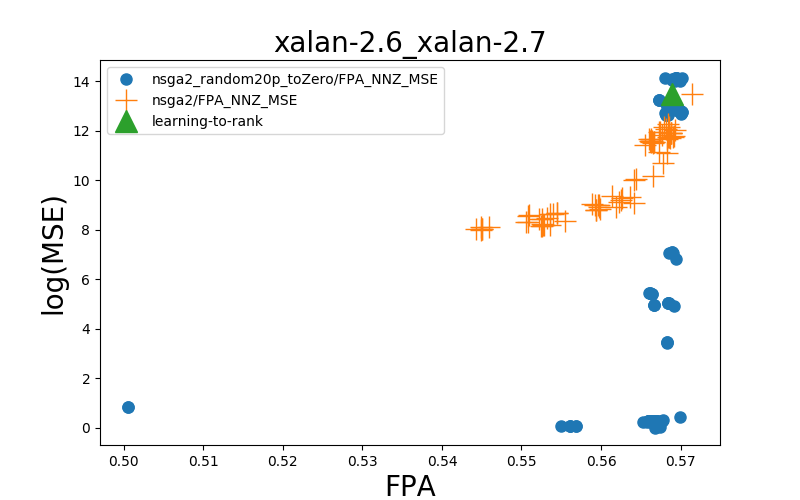 xalan-2.6_xalan-2.7
nsga2_random20p_toZero/FPA_NNZ_MSE
nsga2/FPA_NNZ_MSE
learning-to-rank
log(MSE)
14
12
10
8
6
4
2
0
0.50 0.51 0.52 0.53 0.54 0.55 0.56 0.57
FPA